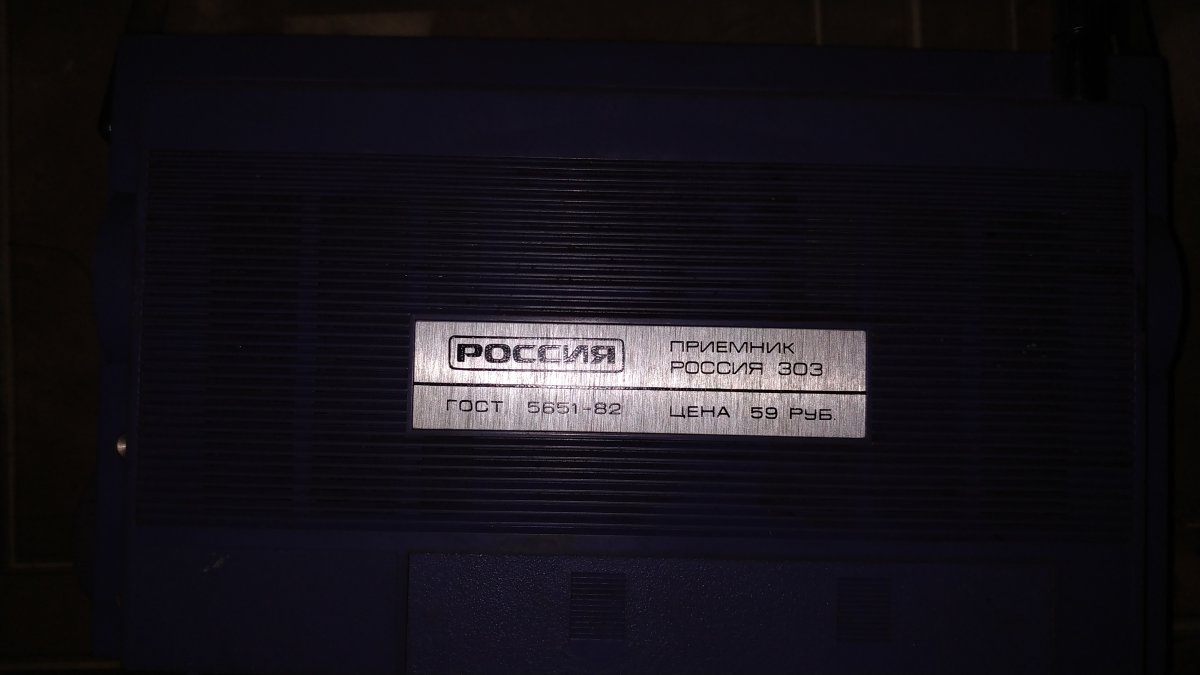 РОССИЯ
ПРИЕМНИК
РОССИЯ 303
ГОСТ 5651-82
ЦЕНА 59 РУБ.